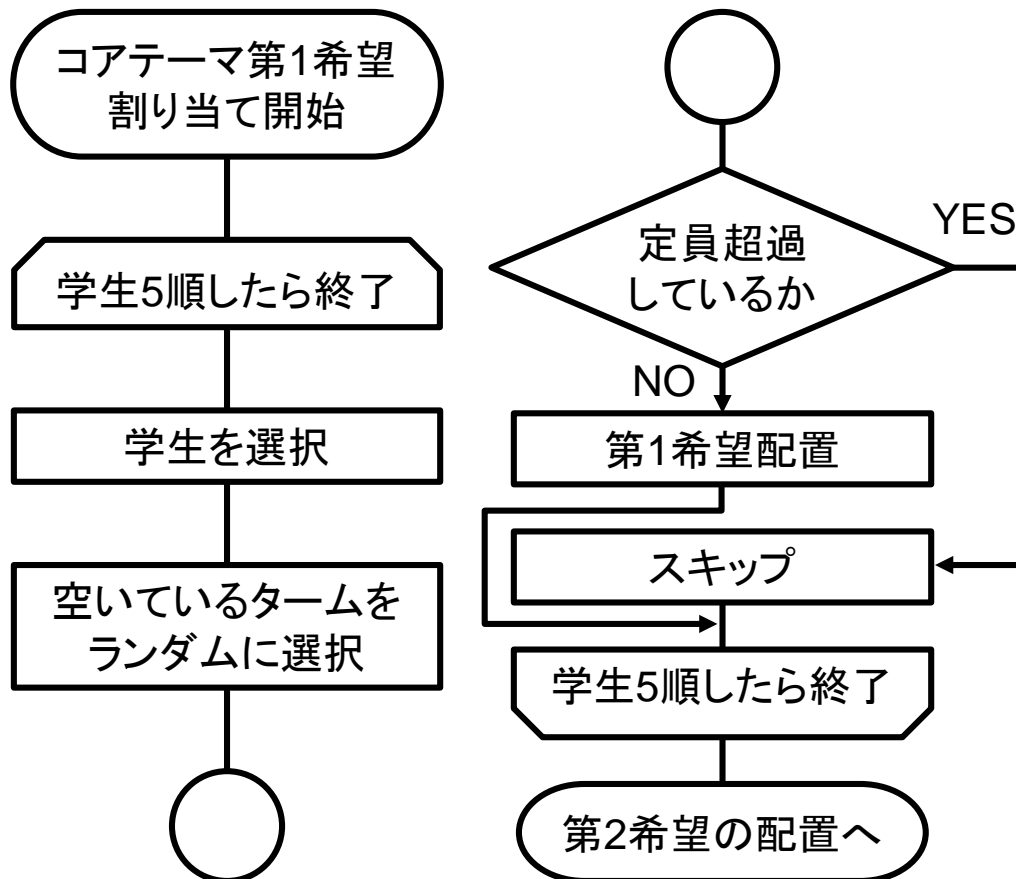 コアテーマ第1希望
割り当て開始
学生5順したら終了
学生を選択
空いているタームを
ランダムに選択
定員超過
しているか
YES
NO
第1希望配置
スキップ
学生5順したら終了
第2希望の配置へ